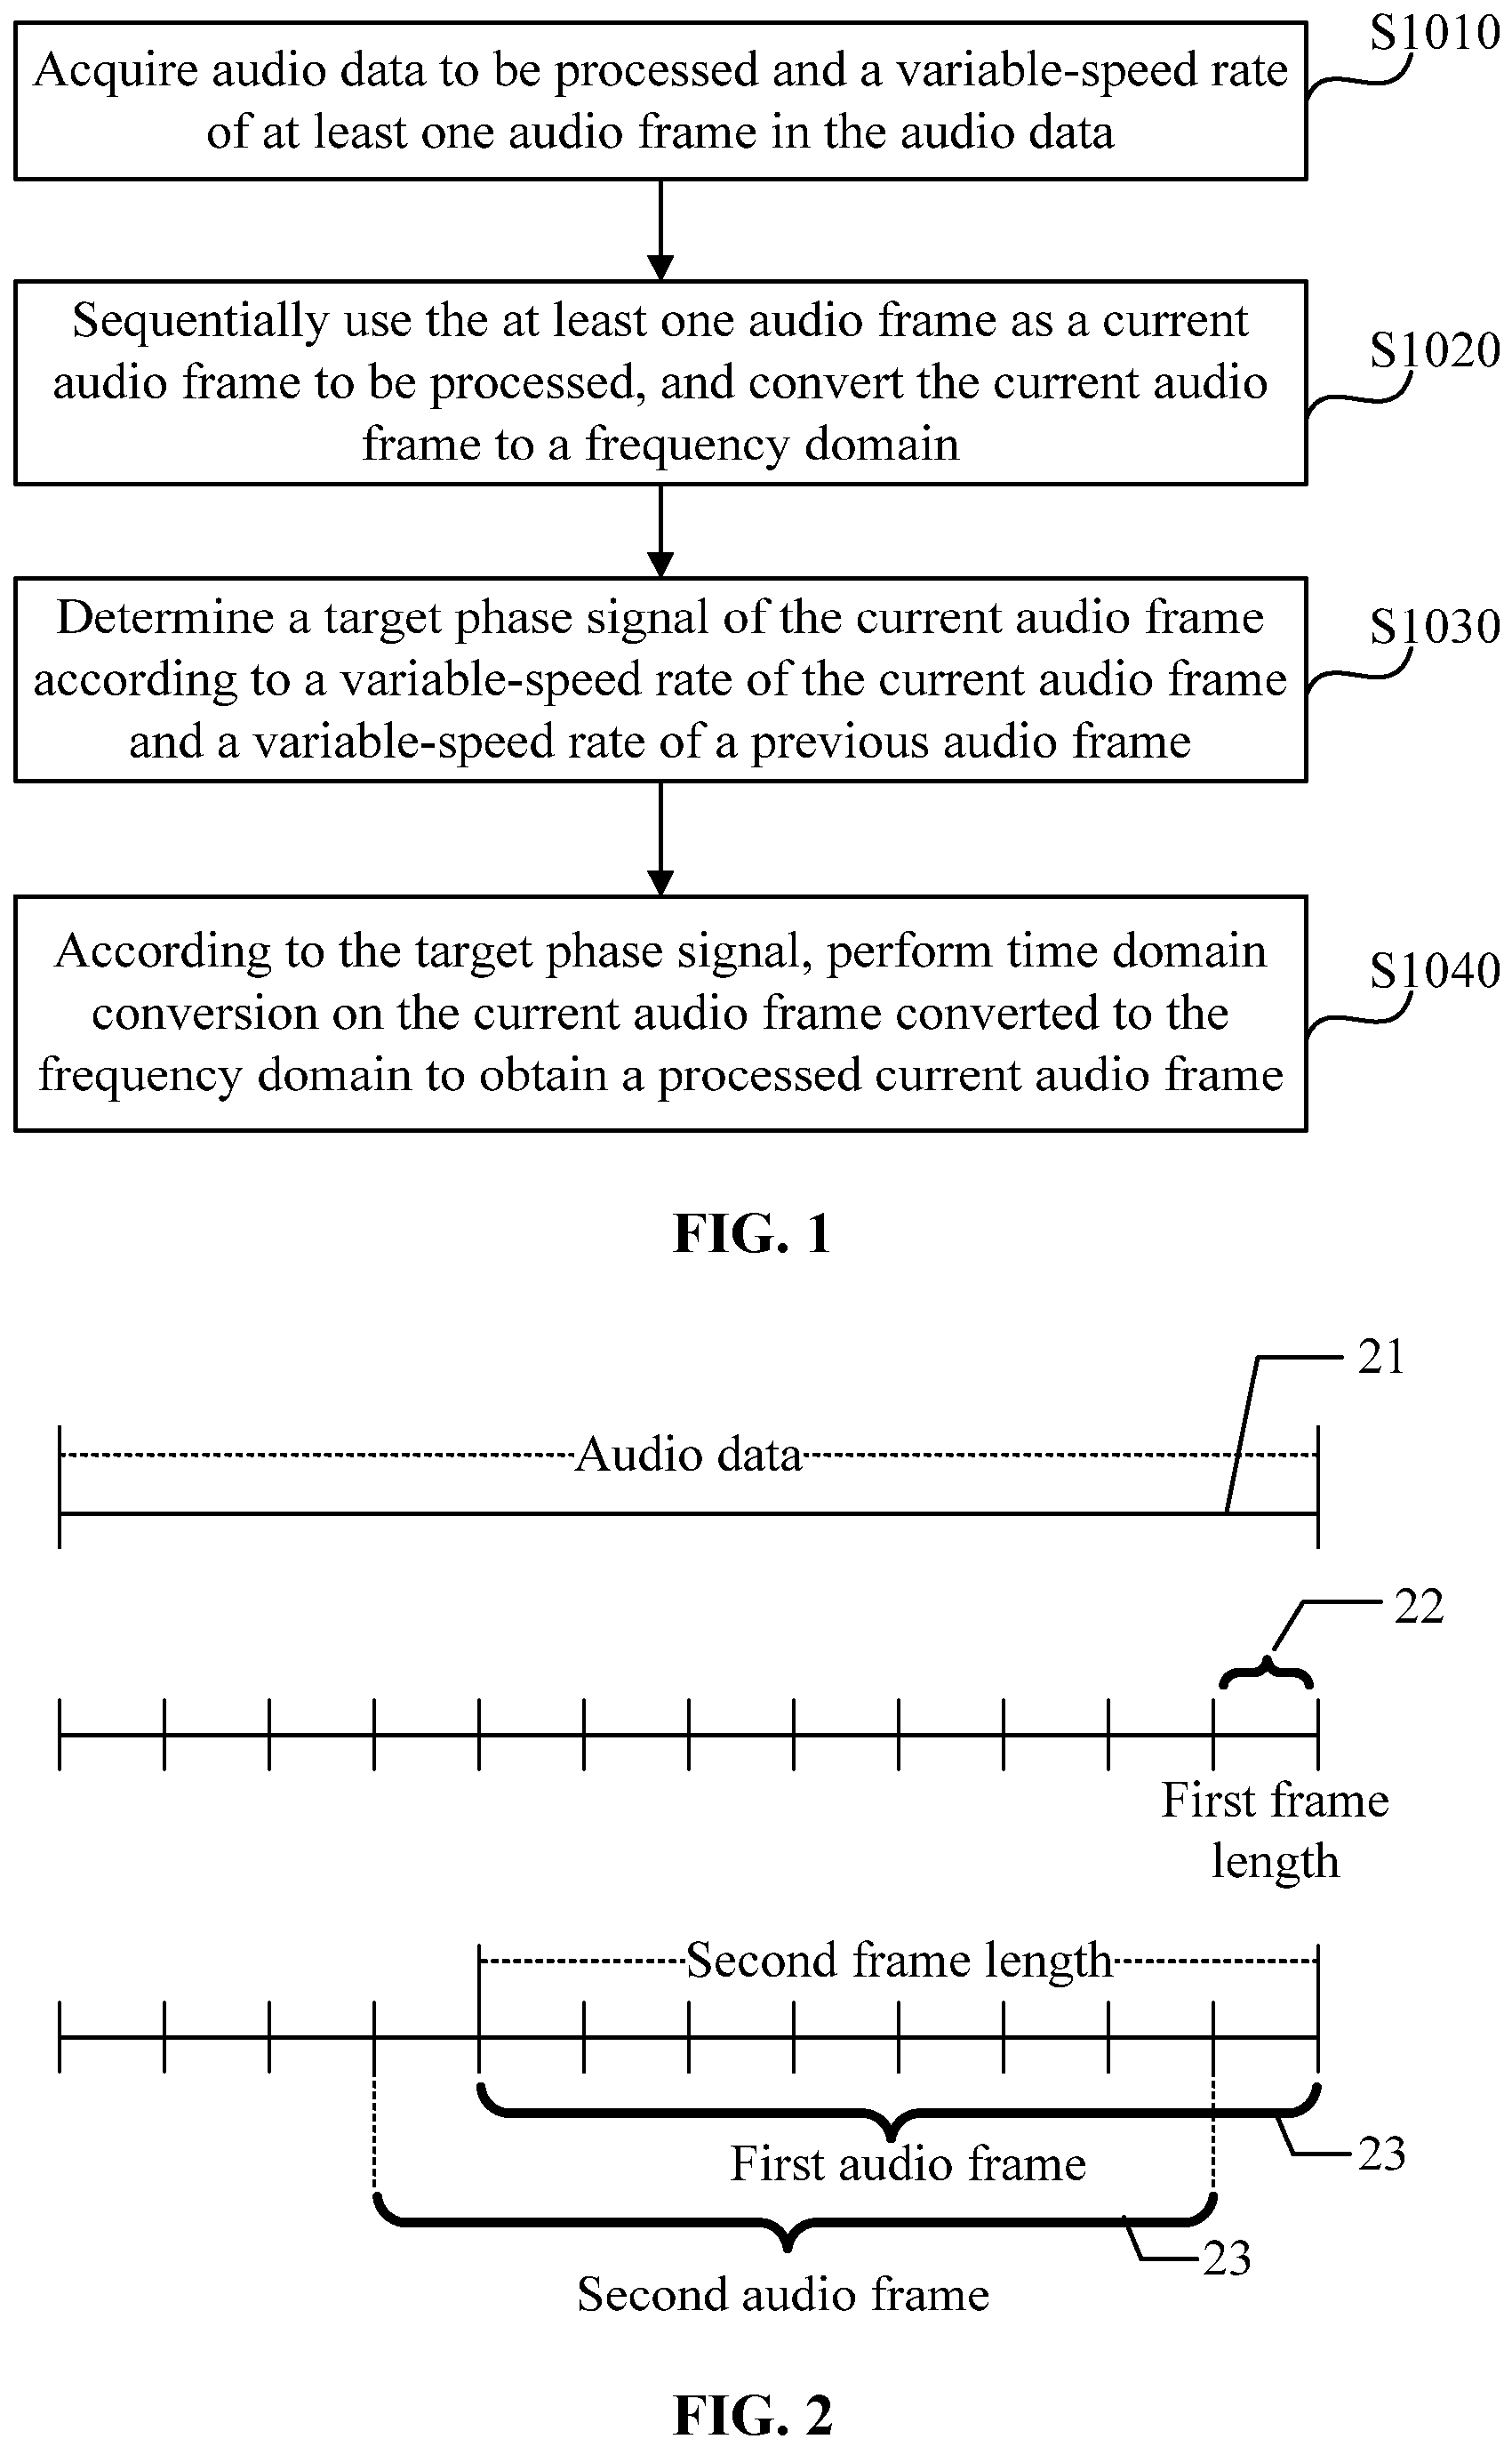 S1010
Acquire audio data to be processed and a variable-speed rate
of at least one audio frame in the audio data
Sequentially use the at least one audio frame as a current
audio frame to be processed, and convert the current audio
frame to a frequency domain
S1020
Determine a target phase signal of the current audio frame
according to a variable-speed rate of the current audio frame
and a variable-speed rate of a previous audio frame
S1030
According to the target phase signal, perform time domain
conversion on the current audio frame converted to the
frequency domain to obtain a processed current audio frame
S1040
FIG. 1
21
Audio data
22
First frame
length
Second frame length
First audio frame
23
23
Second audio frame
FIG. 2